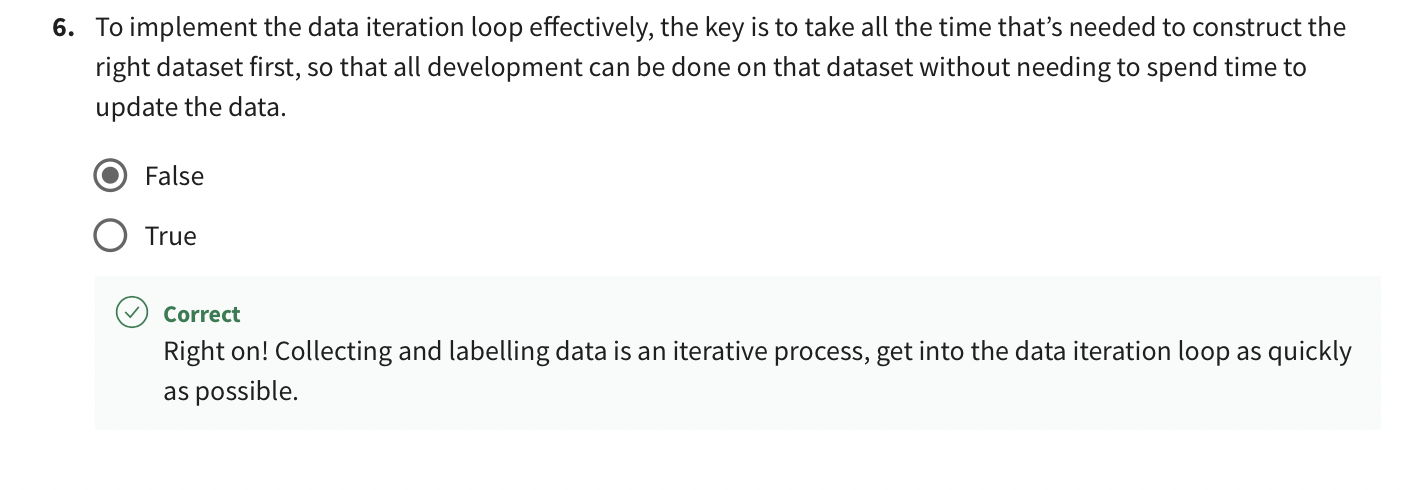 6. To implement the data iteration loop effectively, the key is to take all the time that’s needed to construct the
right dataset first, so that all development can be done on that dataset without needing to spend time to
update the data.
False
True
Correct
Right on! Collecting and labelling data is an iterative process, get into the data iteration loop as quickly
as possible.